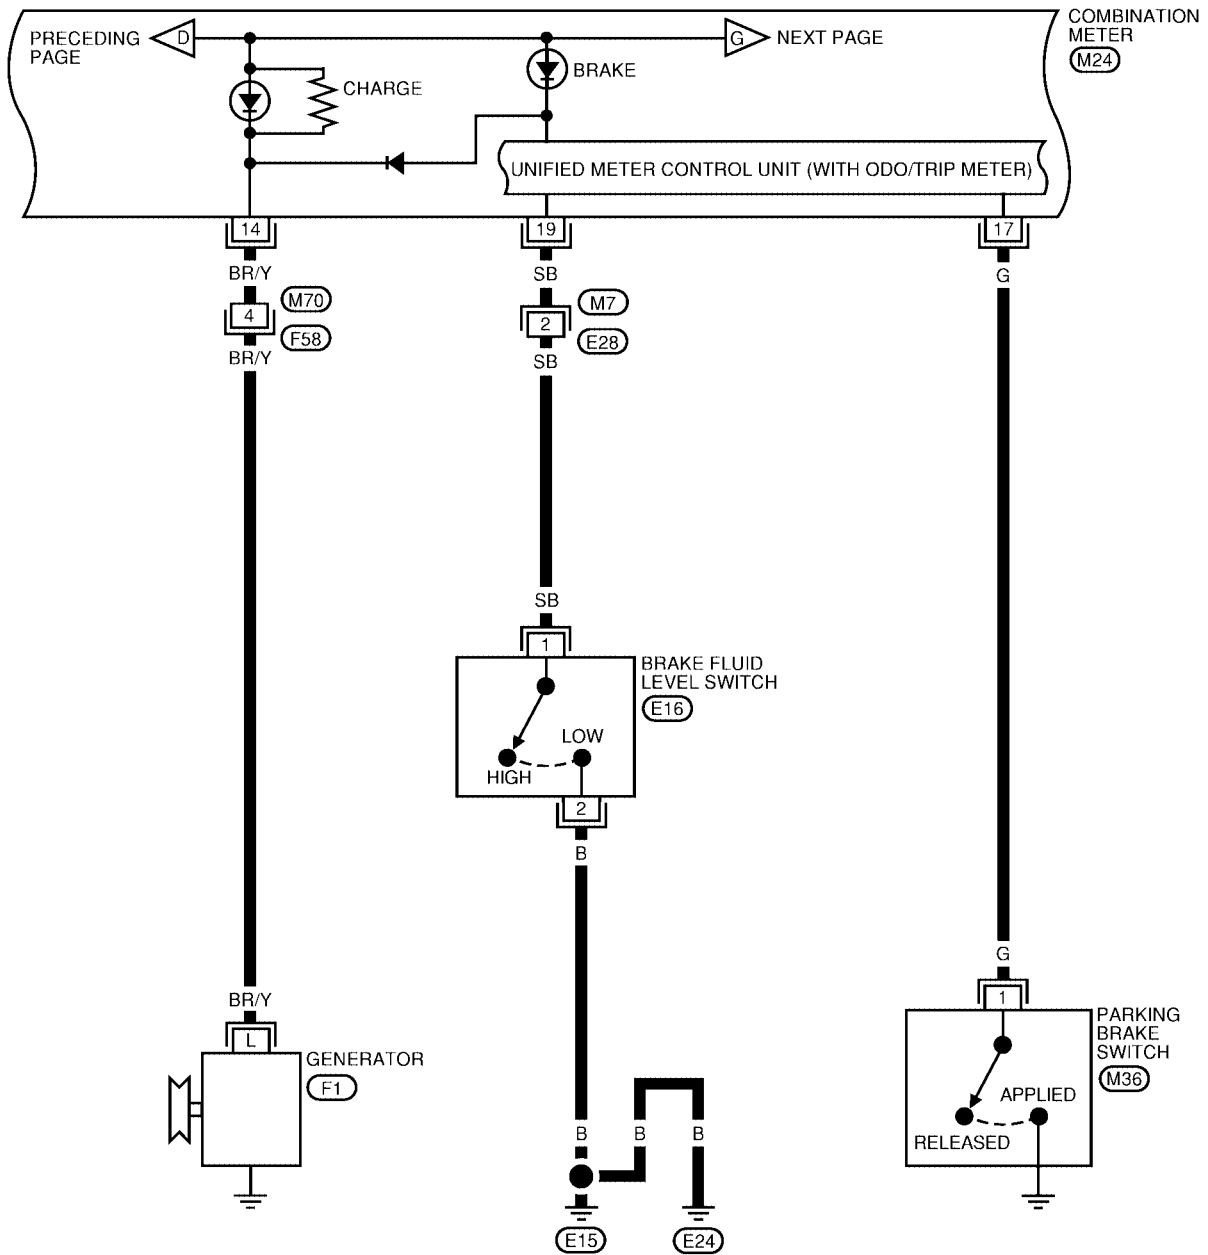 COMBINATION
METER
M24
PRECEDING
PAGE
D
G
NEXT PAGE
BRAKE
CHARGE
UNIFIED METER CONTROL UNIT (WITH ODO/TRIP METER)
14
19
17
BR/Y
SB
G
M70
M7
4
2
F58
E28
BR/Y
SB
SB
1
BRAKE FLUID
LEVEL SWITCH
E16
LOW
HIGH
2
B
G
BR/Y
1
L
PARKING
BRAKE
SWITCH
M36
GENERATOR
F1
APPLIED
RELEASED
B
B
B
E15
E24